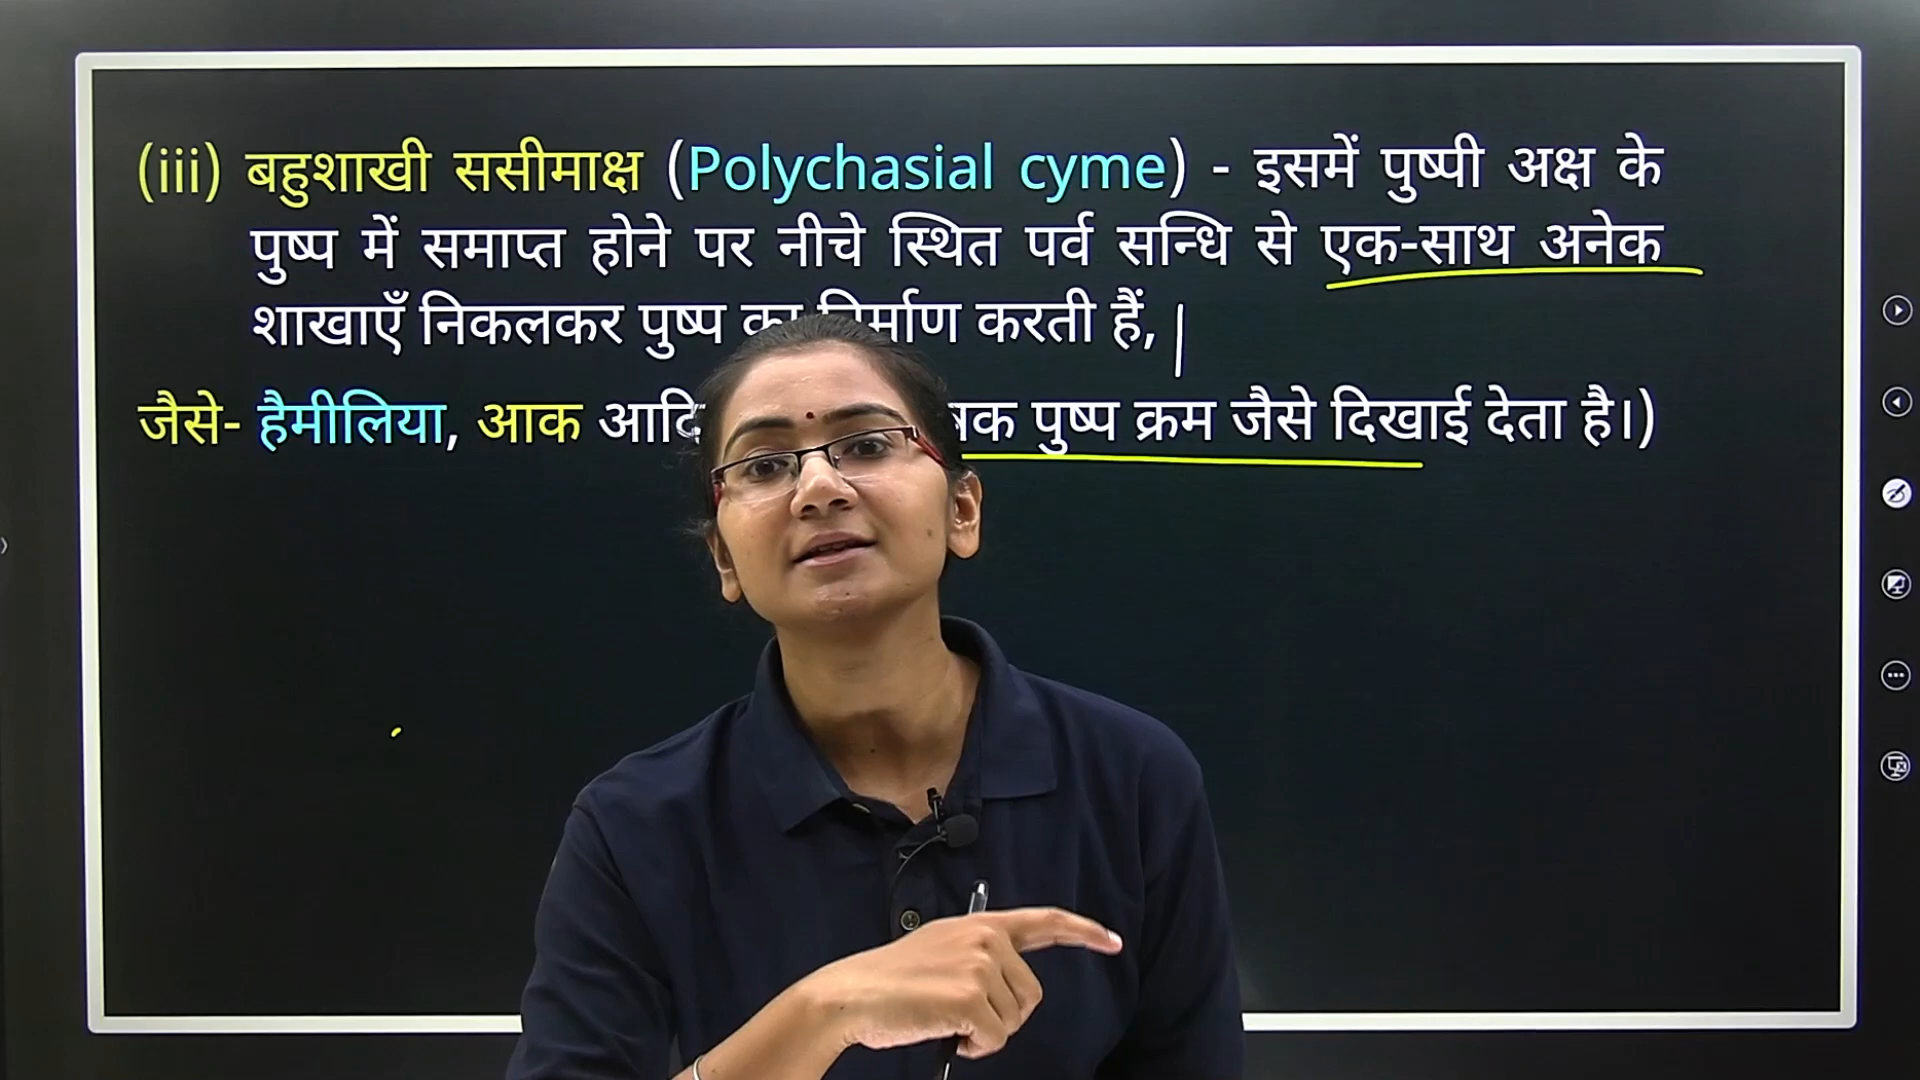 (iii) बहुशाखी ससीमाक्ष (Polychasial cyme) - इसमें पुष्पी अक्ष के
पुष्प में समाप्त होने पर नीचे स्थित पर्व सन्धि से एक-साथ अनेक
शाखाएँ निकलकर पुष्प का निर्माण करती हैं,
जैसे- हैमीलिया, आक आदि पुष्प क्रम जैसे दिखाई देता है।)